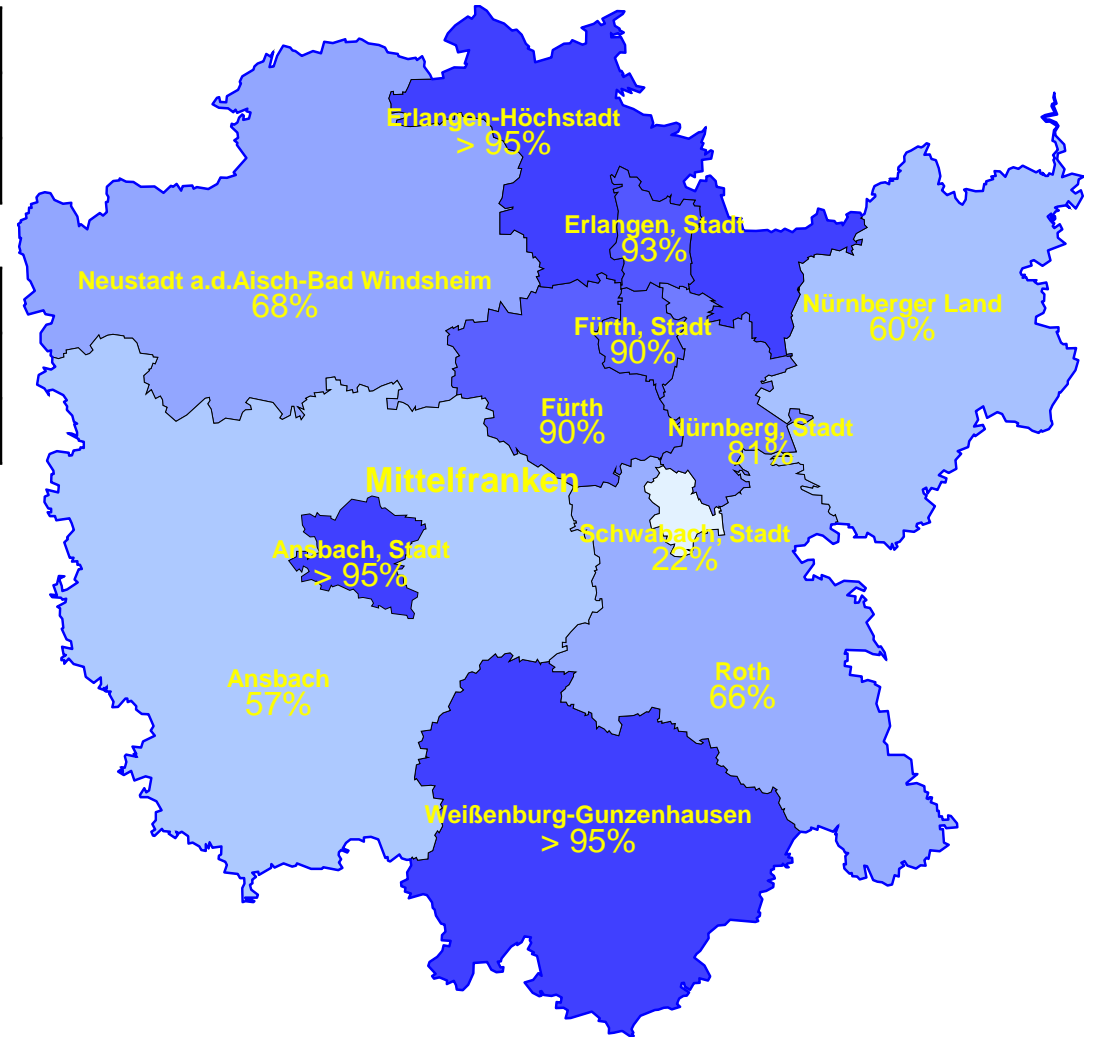 Erlangen-Höchstadt
> 95%
Erlangen, Stadt
93%
Neustadt a.d.Aisch-Bad Windsheim
68%
Nürnberger Land
60%
Fürth, Stadt
90%
Fürth
90%
Nürnberg, Stadt
81%
Mittelfranken
Schwabach, Stadt
22%
Ansbach, Stadt
> 95%
Roth
66%
Ansbach
57%
Weißenburg-Gunzenhausen
> 95%